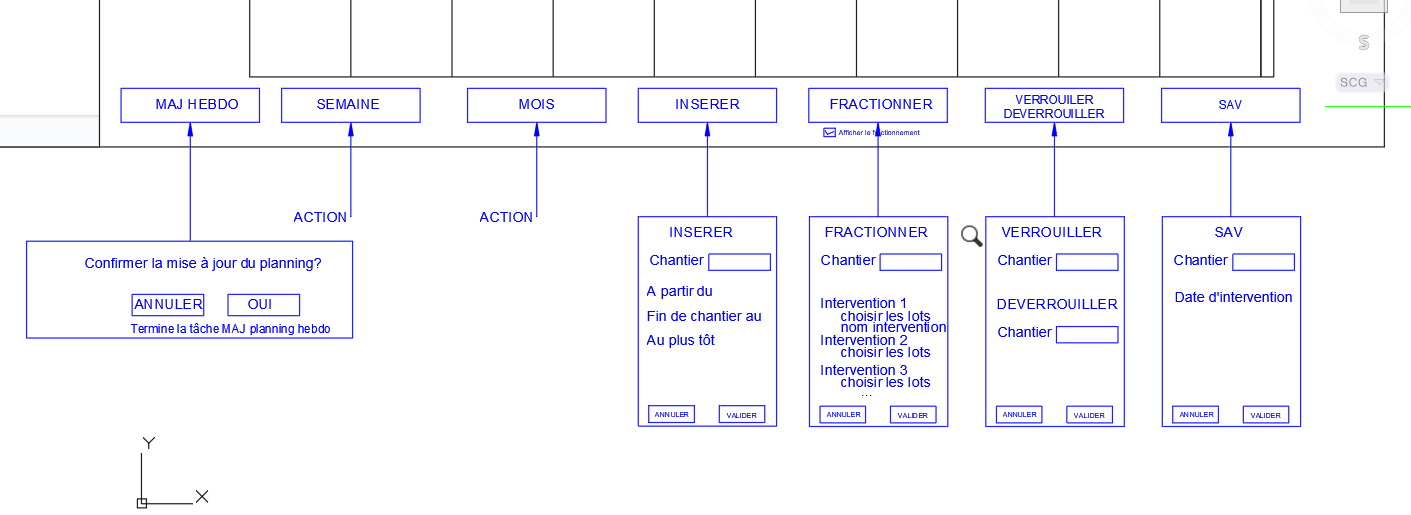 S
SCG
MAJ HEBDO
SEMAINE
MOIS
INSERER
FRACTIONNER
VERROUILER
DEVERROUILLER
SAV
Afficher le fractionnement
ACTION
ACTION
Confirmer la mise à jour du planning?
ANNULER
OUI
Termine la tâche MAJ planning hebdo
INSERER
Chantier
A partir du
Fin de chantier au
Au plus tôt
ANNULER
VALIDER
FRACTIONNER
Chantier
Intervention 1
choisir les lots
nom intervention
Intervention 2
choisir les lots
Intervention 3
choisir les lots
...
ANNULER
VALIDER
VERROUILLER
Chantier
DEVERROUILLER
Chantier
ANNULER
VALIDER
SAV
Chantier
Date d'intervention
ANNULER
VALIDER
Y
X